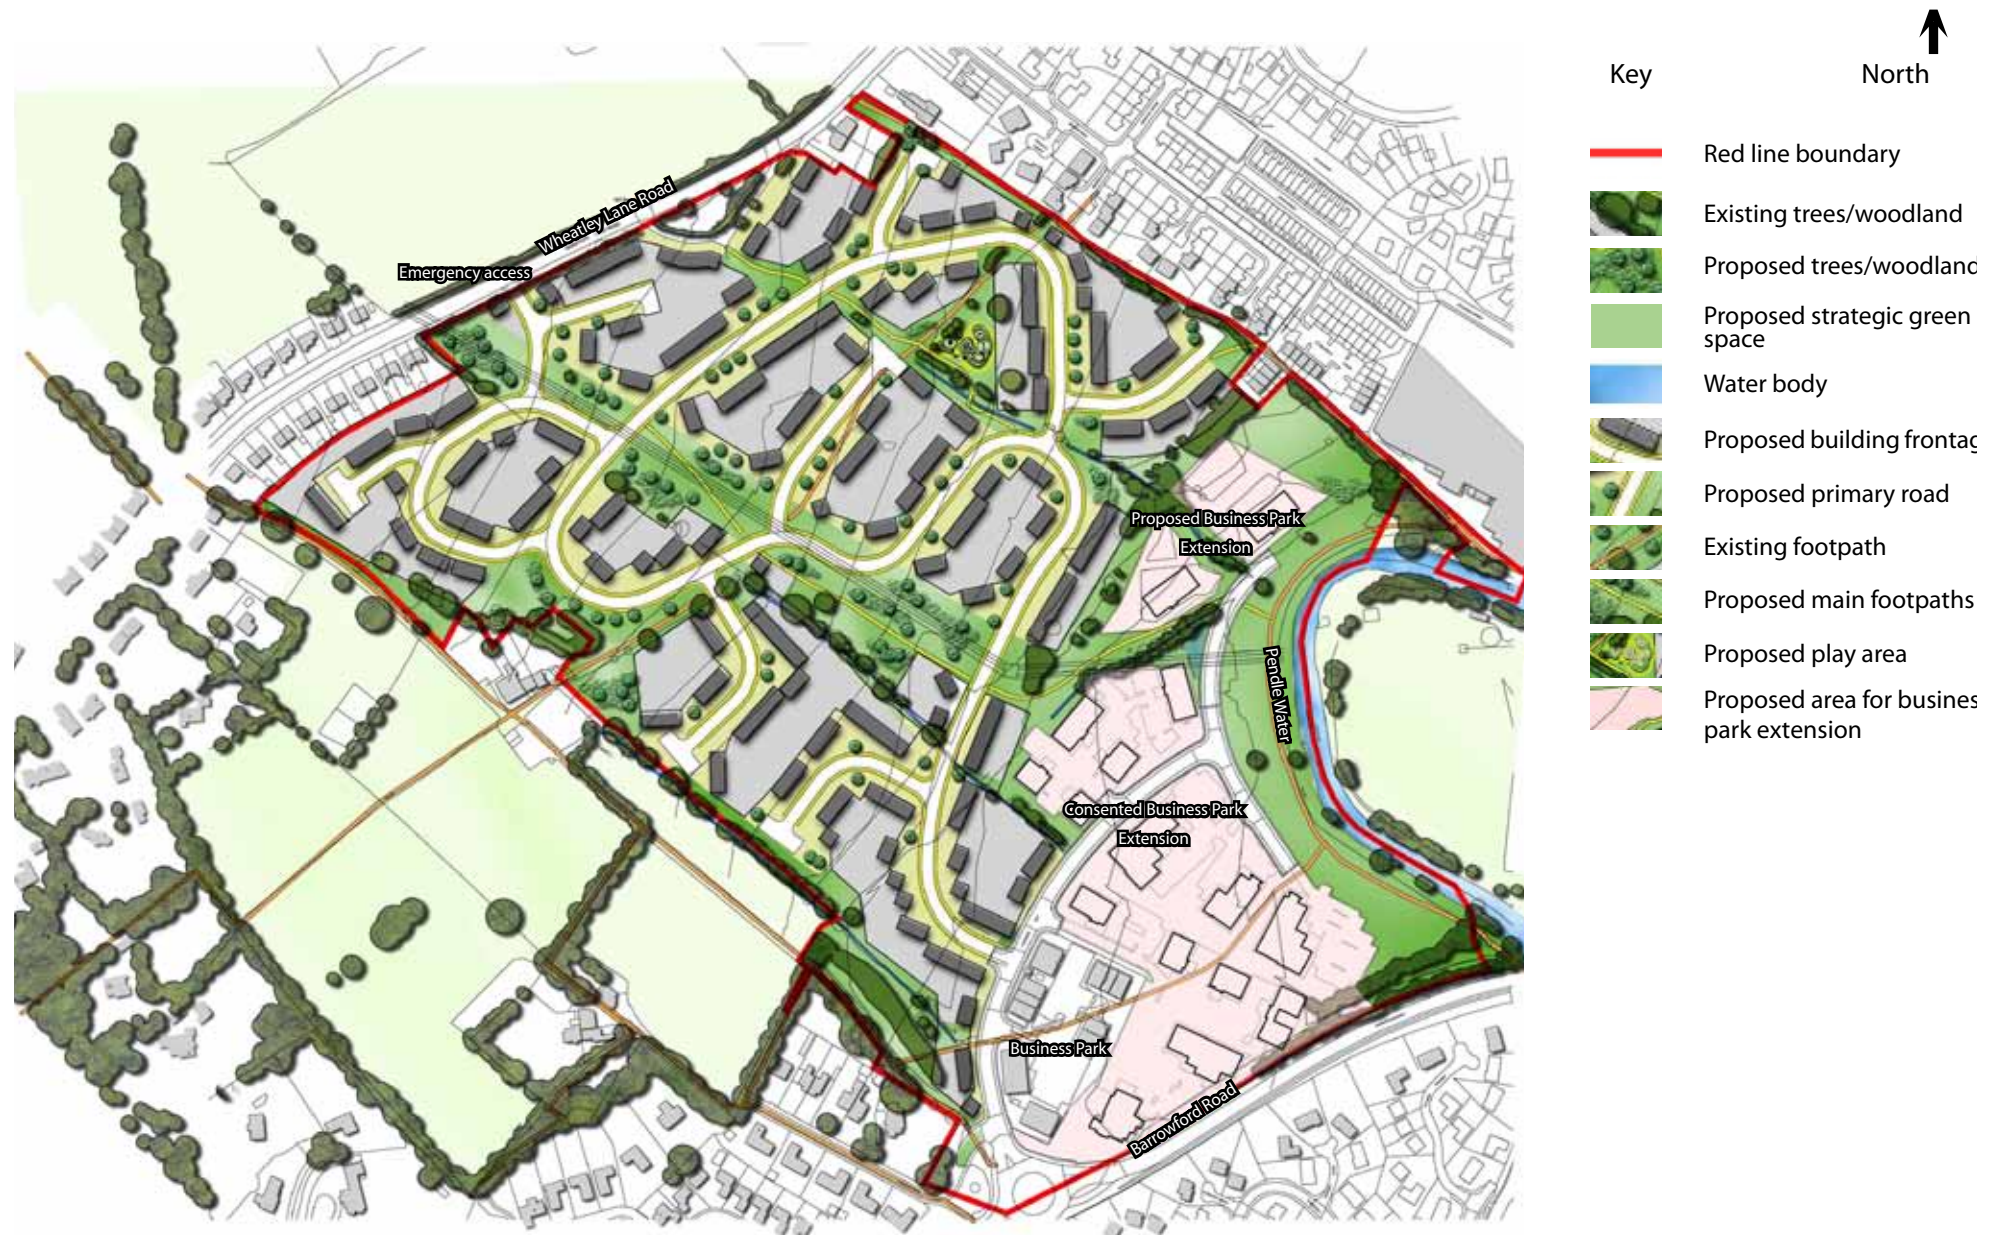 Key
North
Red line boundary
Existing trees/woodland
Proposed trees/woodland
Proposed strategic green
space
Water body
Proposed building frontag
Proposed primary road
Existing footpath
Proposed main footpaths
Proposed play area
Proposed area for busines
park extension
Wheatley Lane Road
Emergency access
Proposed Business Park
Extension
Pendle Water
Consented Business Park
Extension
Business Park
Barrowford Road